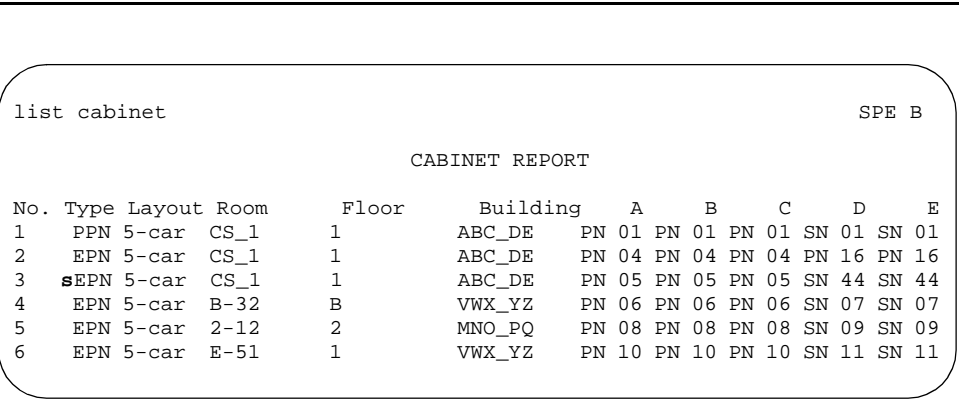 list cabinet SPE B
CABINET REPORT
No. Type Layout Room Floor Building A B C D E
1 PPN 5-car CS_1 1 ABC_DE PN 01 PN 01 PN 01 SN 01 SN 01
2 EPN 5-car CS_1 1 ABC_DE PN 04 PN 04 PN 04 PN 16 PN 16
3 sEPN 5-car CS_1 1 ABC_DE PN 05 PN 05 PN 05 SN 44 SN 44
4 EPN 5-car B-32 B VWX_YZ PN 06 PN 06 PN 06 SN 07 SN 07
5 EPN 5-car 2-12 2 MNO_PQ PN 08 PN 08 PN 08 SN 09 SN 09
6 EPN 5-car E-51 1 VWX_YZ PN 10 PN 10 PN 10 SN 11 SN 11